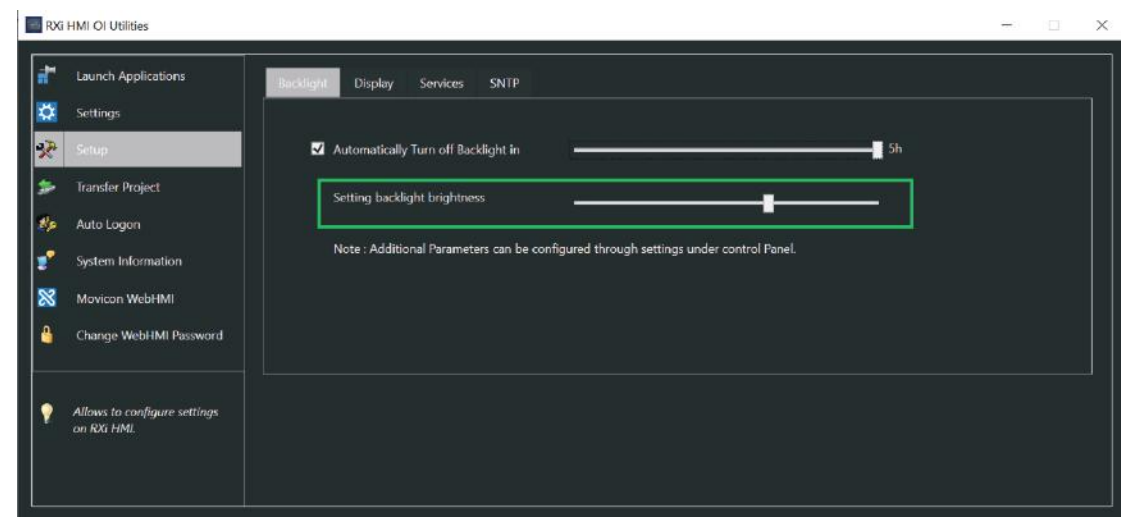 RXi HMI OI Utilities
Launch Applications
Settings
Setup
Transfer Project
Auto Logon
System Information
Movicon WebHMI
Change WebHMI Password
Allows to configure settings
on RXi HMI.
Backlight Display Services SNTP
Automatically Turn off Backlight in 5h
Setting backlight brightness
Note : Additional Parameters can be configured through settings under control Panel.